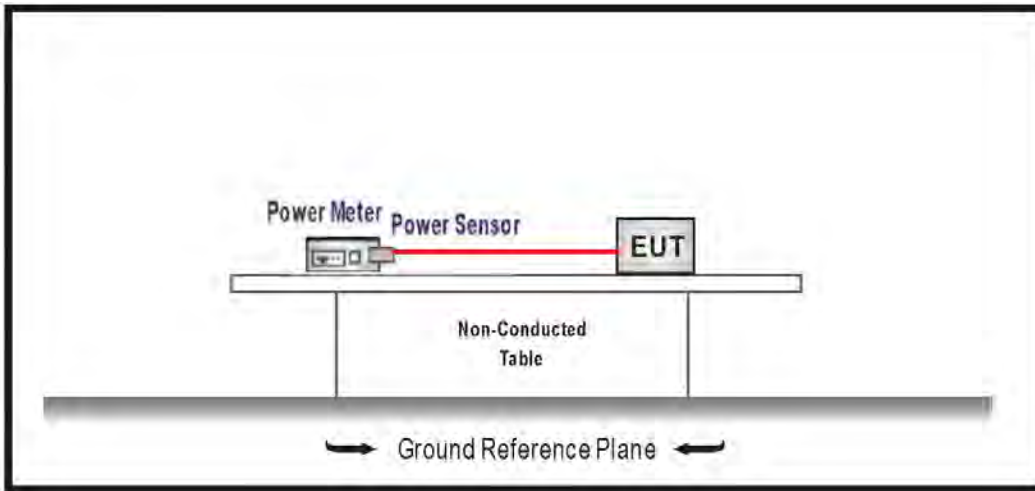 Power Meter
Power Sensor
EUT
Non-Conducted
Table
Ground Reference Plane